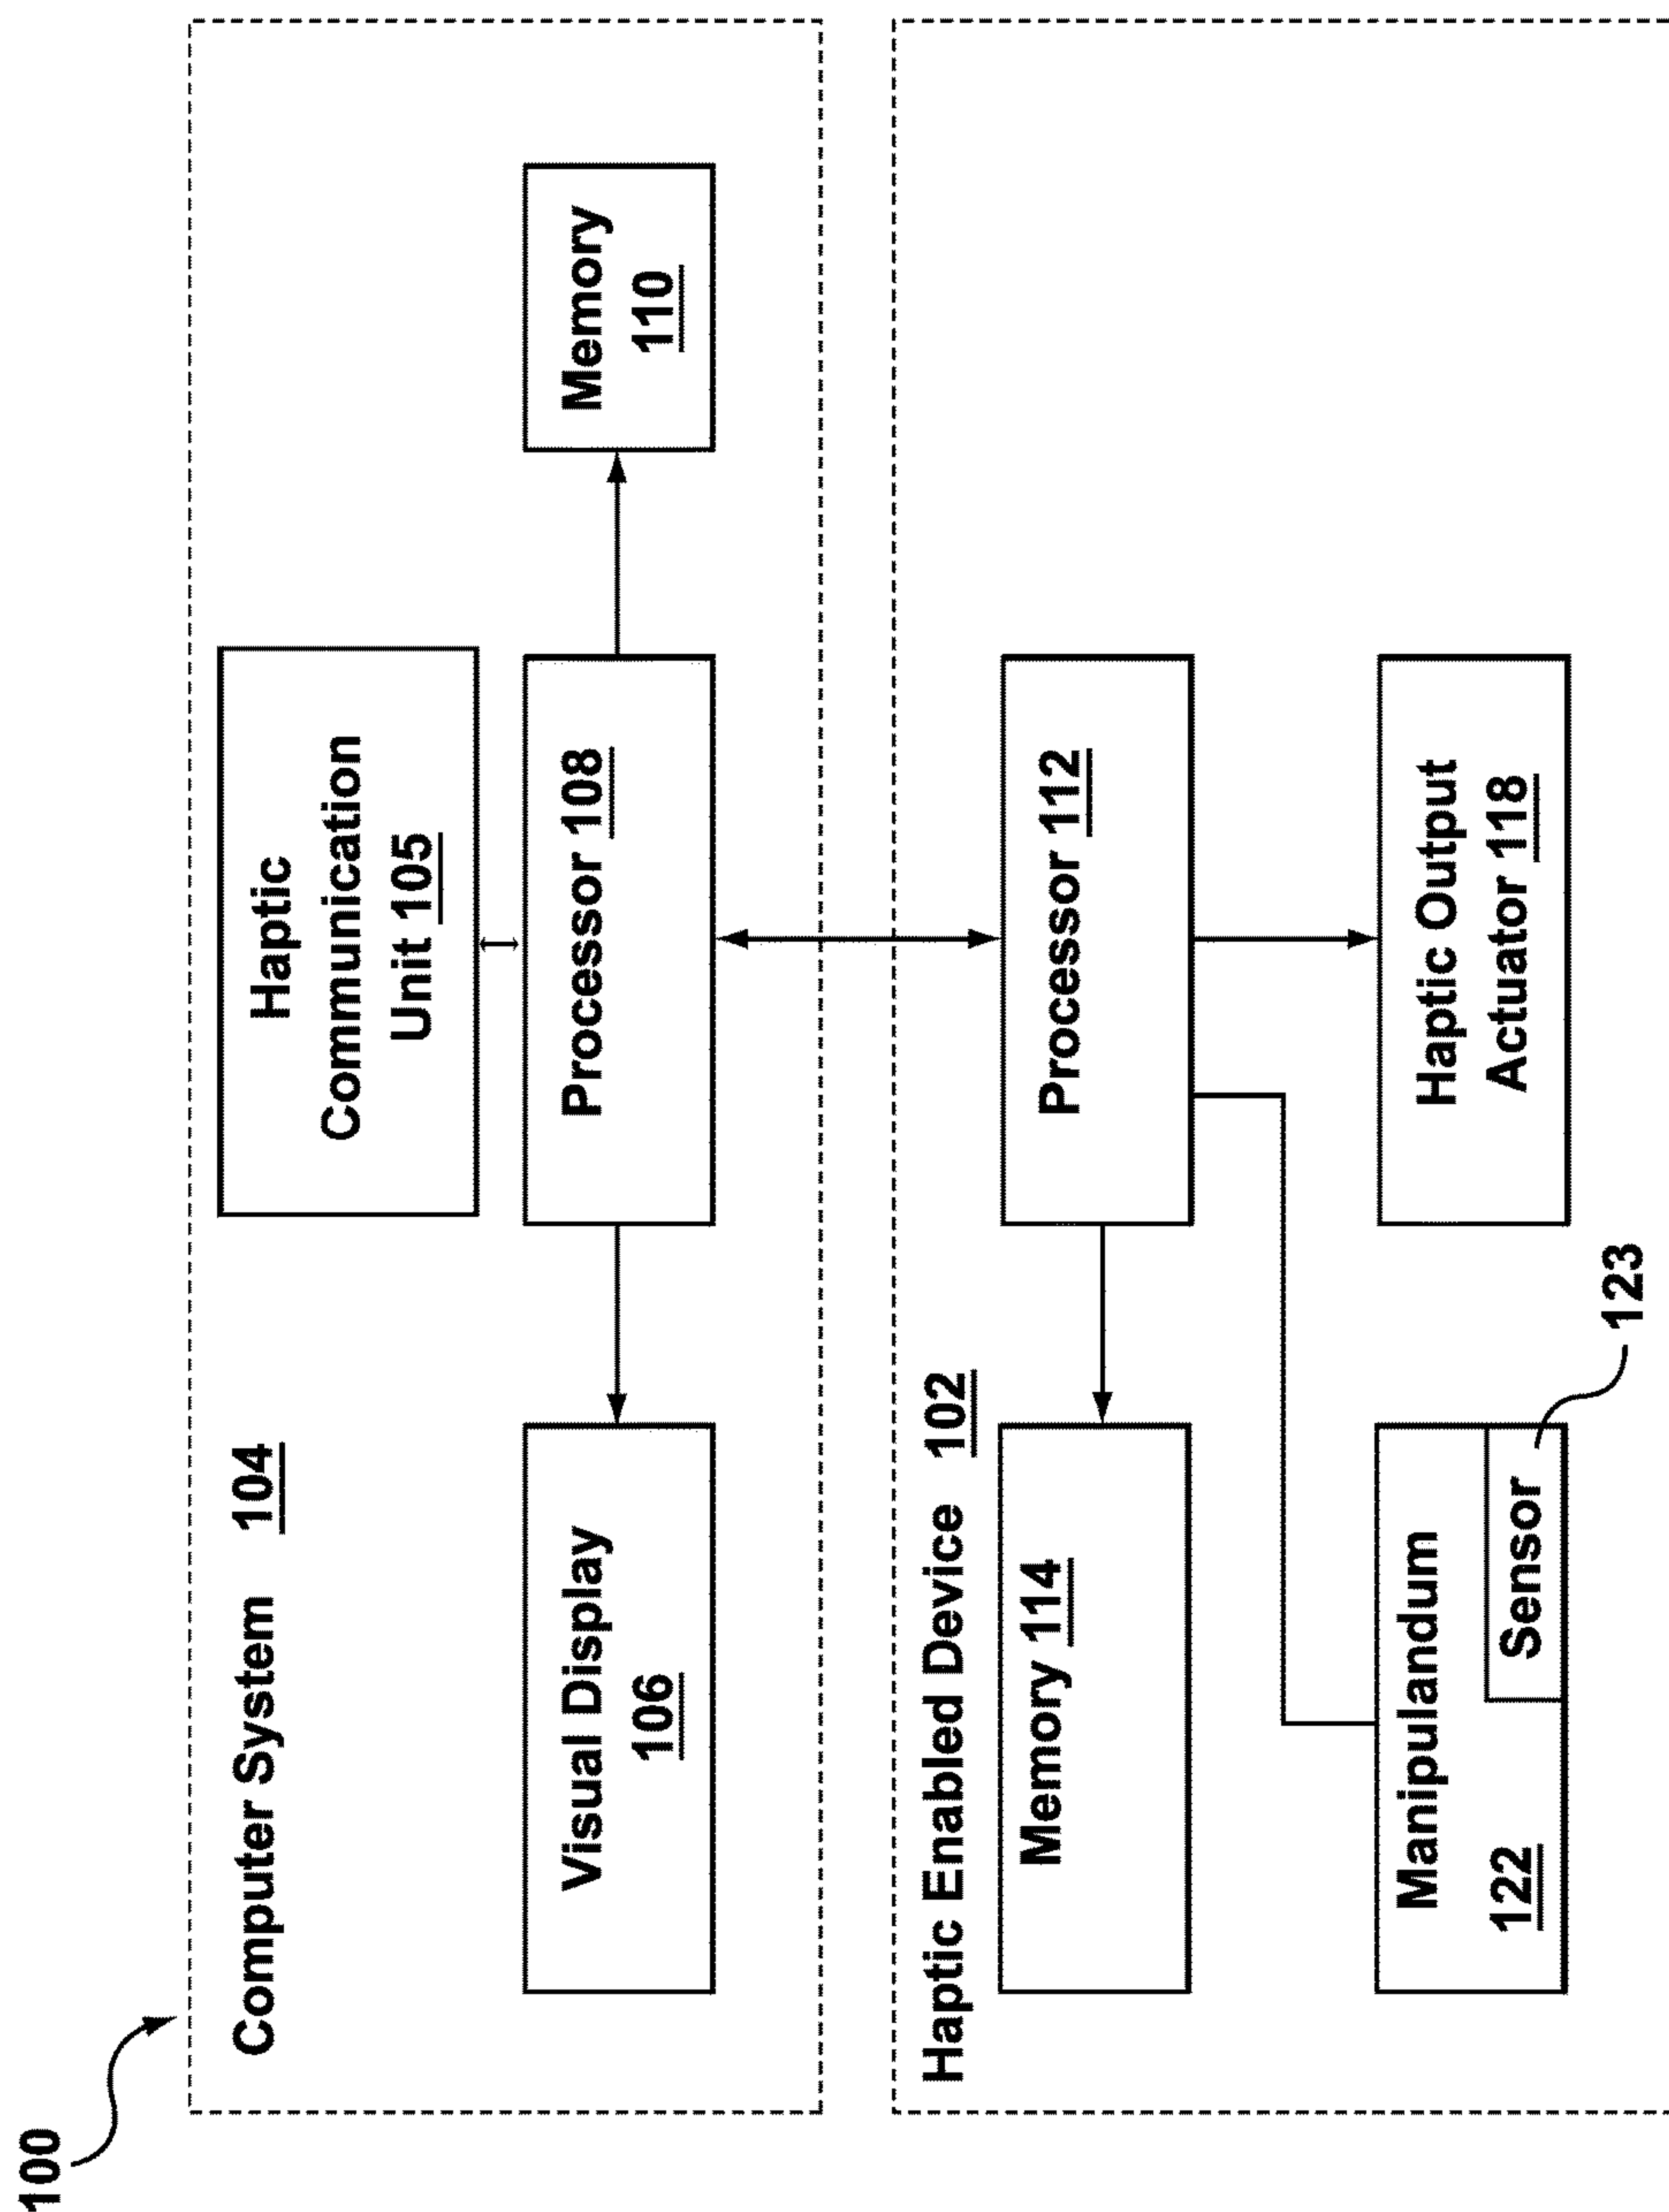 100
Computer System 104
Haptic
Communication
Unit 105
Visual Display
106
Processor 108
Memory
110
Haptic Enabled Device 102
Memory 114
Processor 112
Manipulandum
122
Sensor
Haptic Output
Actuator 118
123